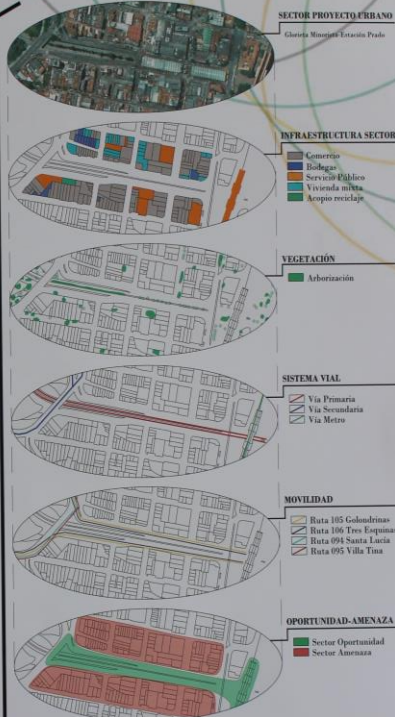 SECTOR PROYECTO URBANO
Glorieta Minorista-Estación Prado
INFRAESTRUCTURA SECTOR
Comercio
Bodegas
Servicio Público
Vivienda mixta
Acopio reciclaje
VEGETACIÓN
Arborización
SISTEMA VIAL
Vía Primaria
Vía Secundaria
Vía Metro
MOVILIDAD
Ruta 105 Golondrinas
Ruta 106 Tres Esquinas
Ruta 094 Santa Lucia
Ruta 095 Villa Tina
OPORTUNIDAD-AMENAZA
Sector Oportunidad
Sector Amenaza